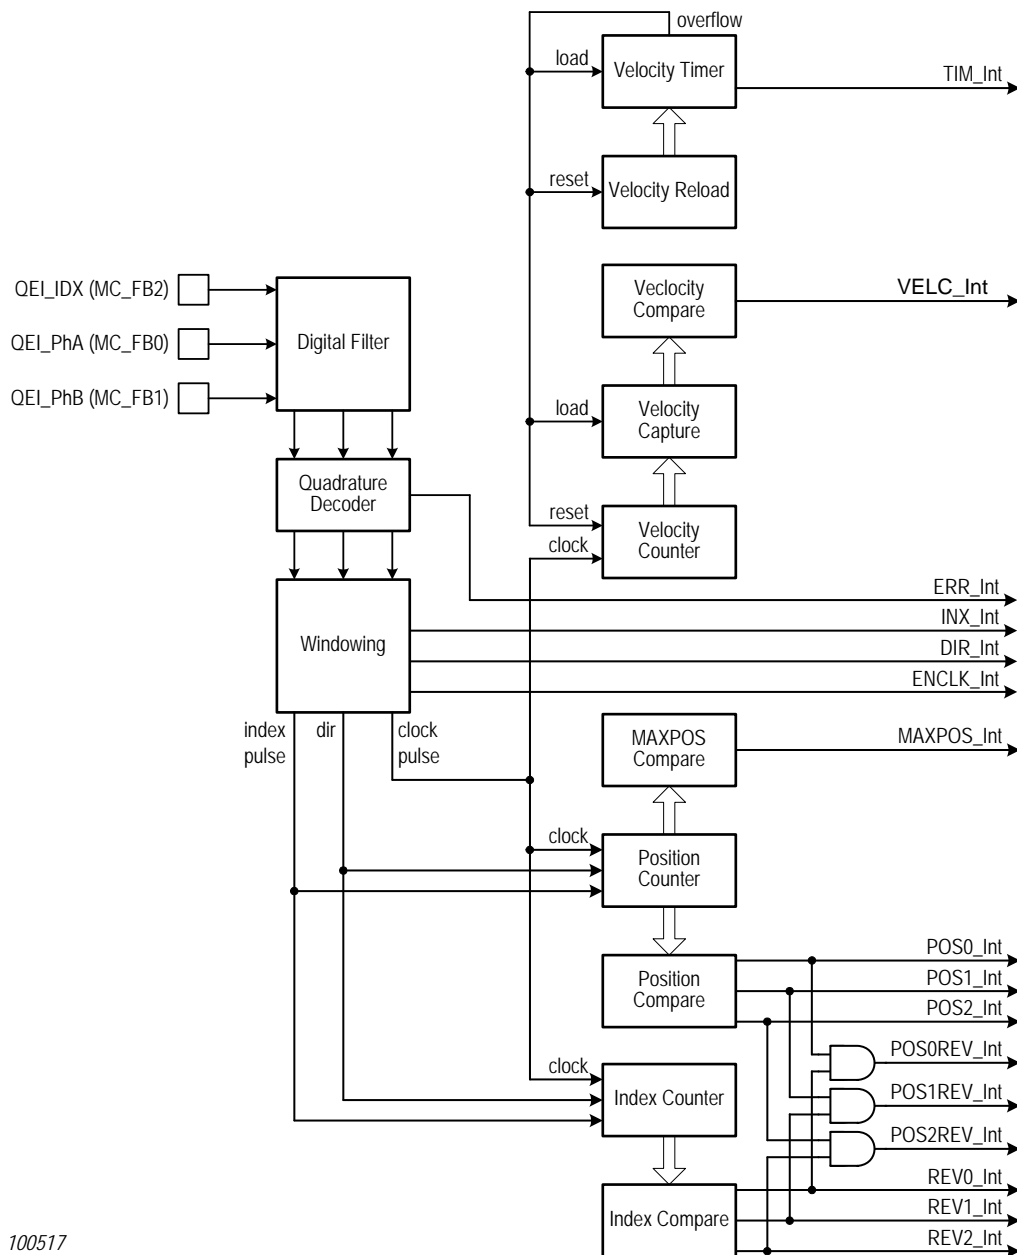 overflow
load
Velocity Timer
TIM_Int
reset
Velocity Reload
QEI_IDX (MC_FB2)
QEI_PhA (MC_FB0)
QEI_PhB (MC_FB1)
Digital Filter
Veclocity
Compare
VELC_Int
load
Velocity
Capture
Quadrature
Decoder
reset
clock
Velocity
Counter
ERR_Int
INX_Int
DIR_Int
ENCLK_Int
Windowing
index
pulse
dir
clock
pulse
MAXPOS
Compare
MAXPOS_Int
clock
Position
Counter
Position
Compare
POS0_Int
POS1_Int
POS2_Int
POS0REV_Int
POS1REV_Int
POS2REV_Int
clock
Index Counter
Index Compare
REV0_Int
REV1_Int
REV2_Int
100517